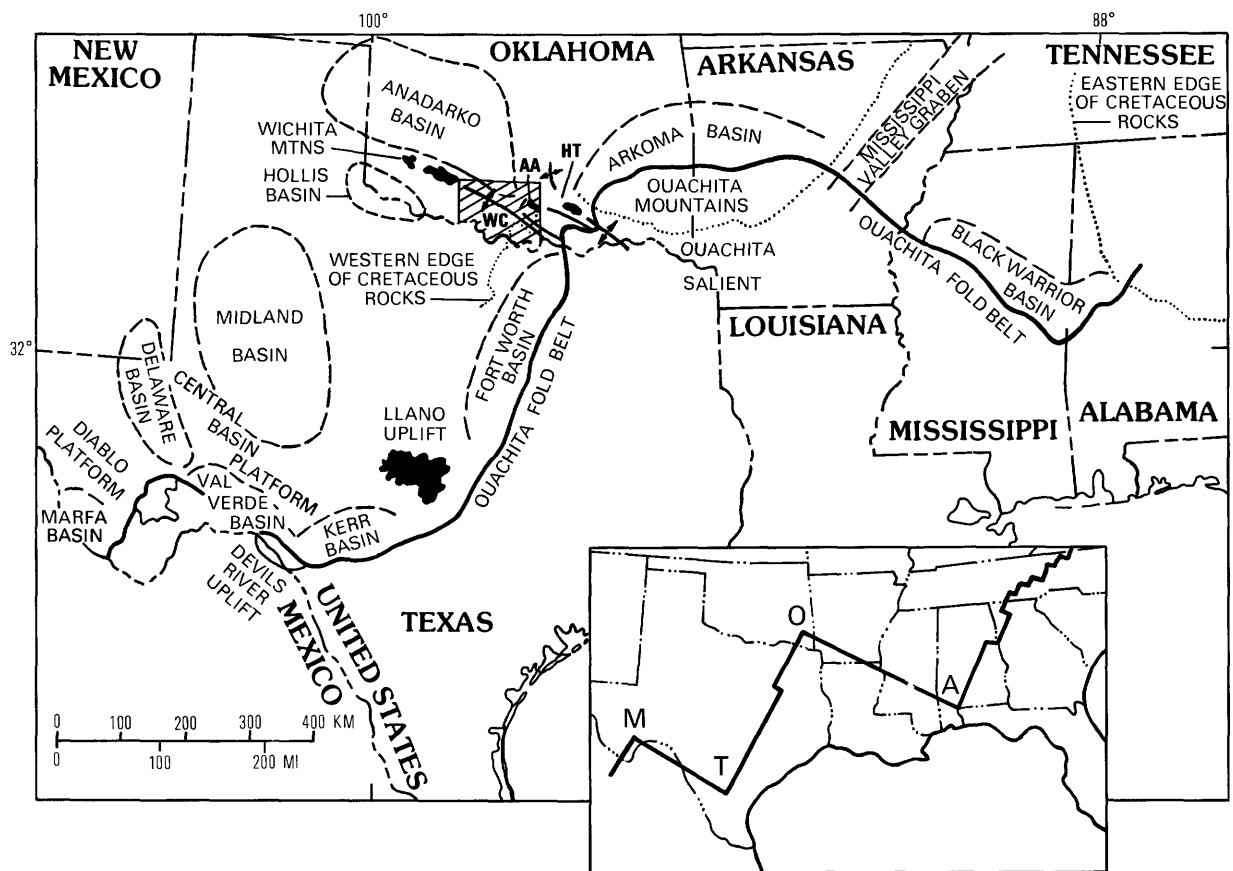 100°
88°
NEW
MEXICO
OKLAHOMA
ARKANSAS
TENNESSEE
EASTERN EDGE
OF CRETACEOUS
ROCKS
MISSISSIPPI
VALLEY GRABEN
ANADARKO
BASIN
WICHITA
MTNS
HOLLIS
BASIN
AA
HT
WC
ARKOMA BASIN
OUACHITA
MOUNTAINS
OUACHITA
SALIENT
WESTERN EDGE
OF CRETACEOUS
ROCKS
OUACHITA FOLD BELT
BLACK WARRIOR
BASIN
MIDLAND
BASIN
FORT WORTH
BASIN
OUACHITA FOLD BELT
LOUISIANA
32°
DELAWARE
BASIN
CENTRAL
BASIN
PLATFORM
LLANO
UPLIFT
MISSISSIPPI
ALABAMA
DIABLO
PLATFORM
VAL
VERDE
BASIN
MARFA
BASIN
KERR
BASIN
DEVILS
RIVER
UPLIFT
MEXICO
UNITED STATES
TEXAS
0 100 200 300 400 KM
0 100 200 MI
O
A
M
T